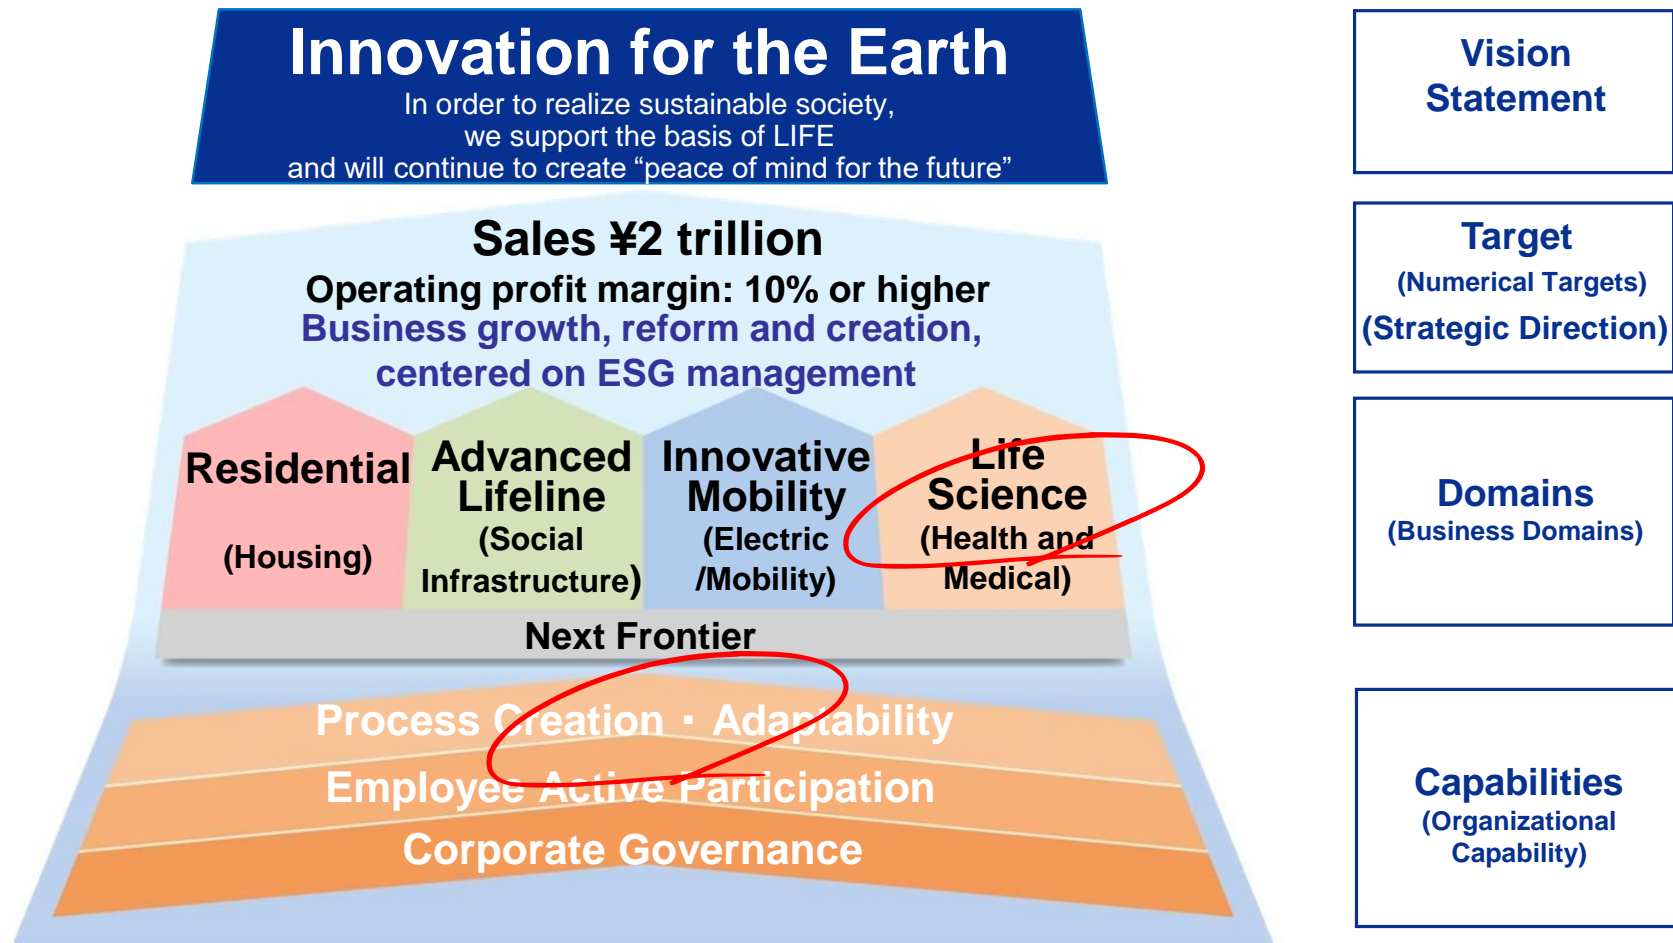 Innovation for the Earth
In order to realize sustainable society,
we support the basis of LIFE
and will continue to create “peace of mind for the future”
Vision
Statement
Sales ¥2 trillion
Operating profit margin: 10% or higher
Business growth, reform and creation,
centered on ESG management
Target
(Numerical Targets)
(Strategic Direction)
Residential
(Housing)
Advanced
Lifeline
(Social
Infrastructure)
Innovative
Mobility
(Electric
/Mobility)
Life
Science
(Health and
Medical)
Next Frontier
Domains
(Business Domains)
Process Creation・Adaptability
Employee Active Participation
Corporate Governance
Capabilities
(Organizational
Capability)